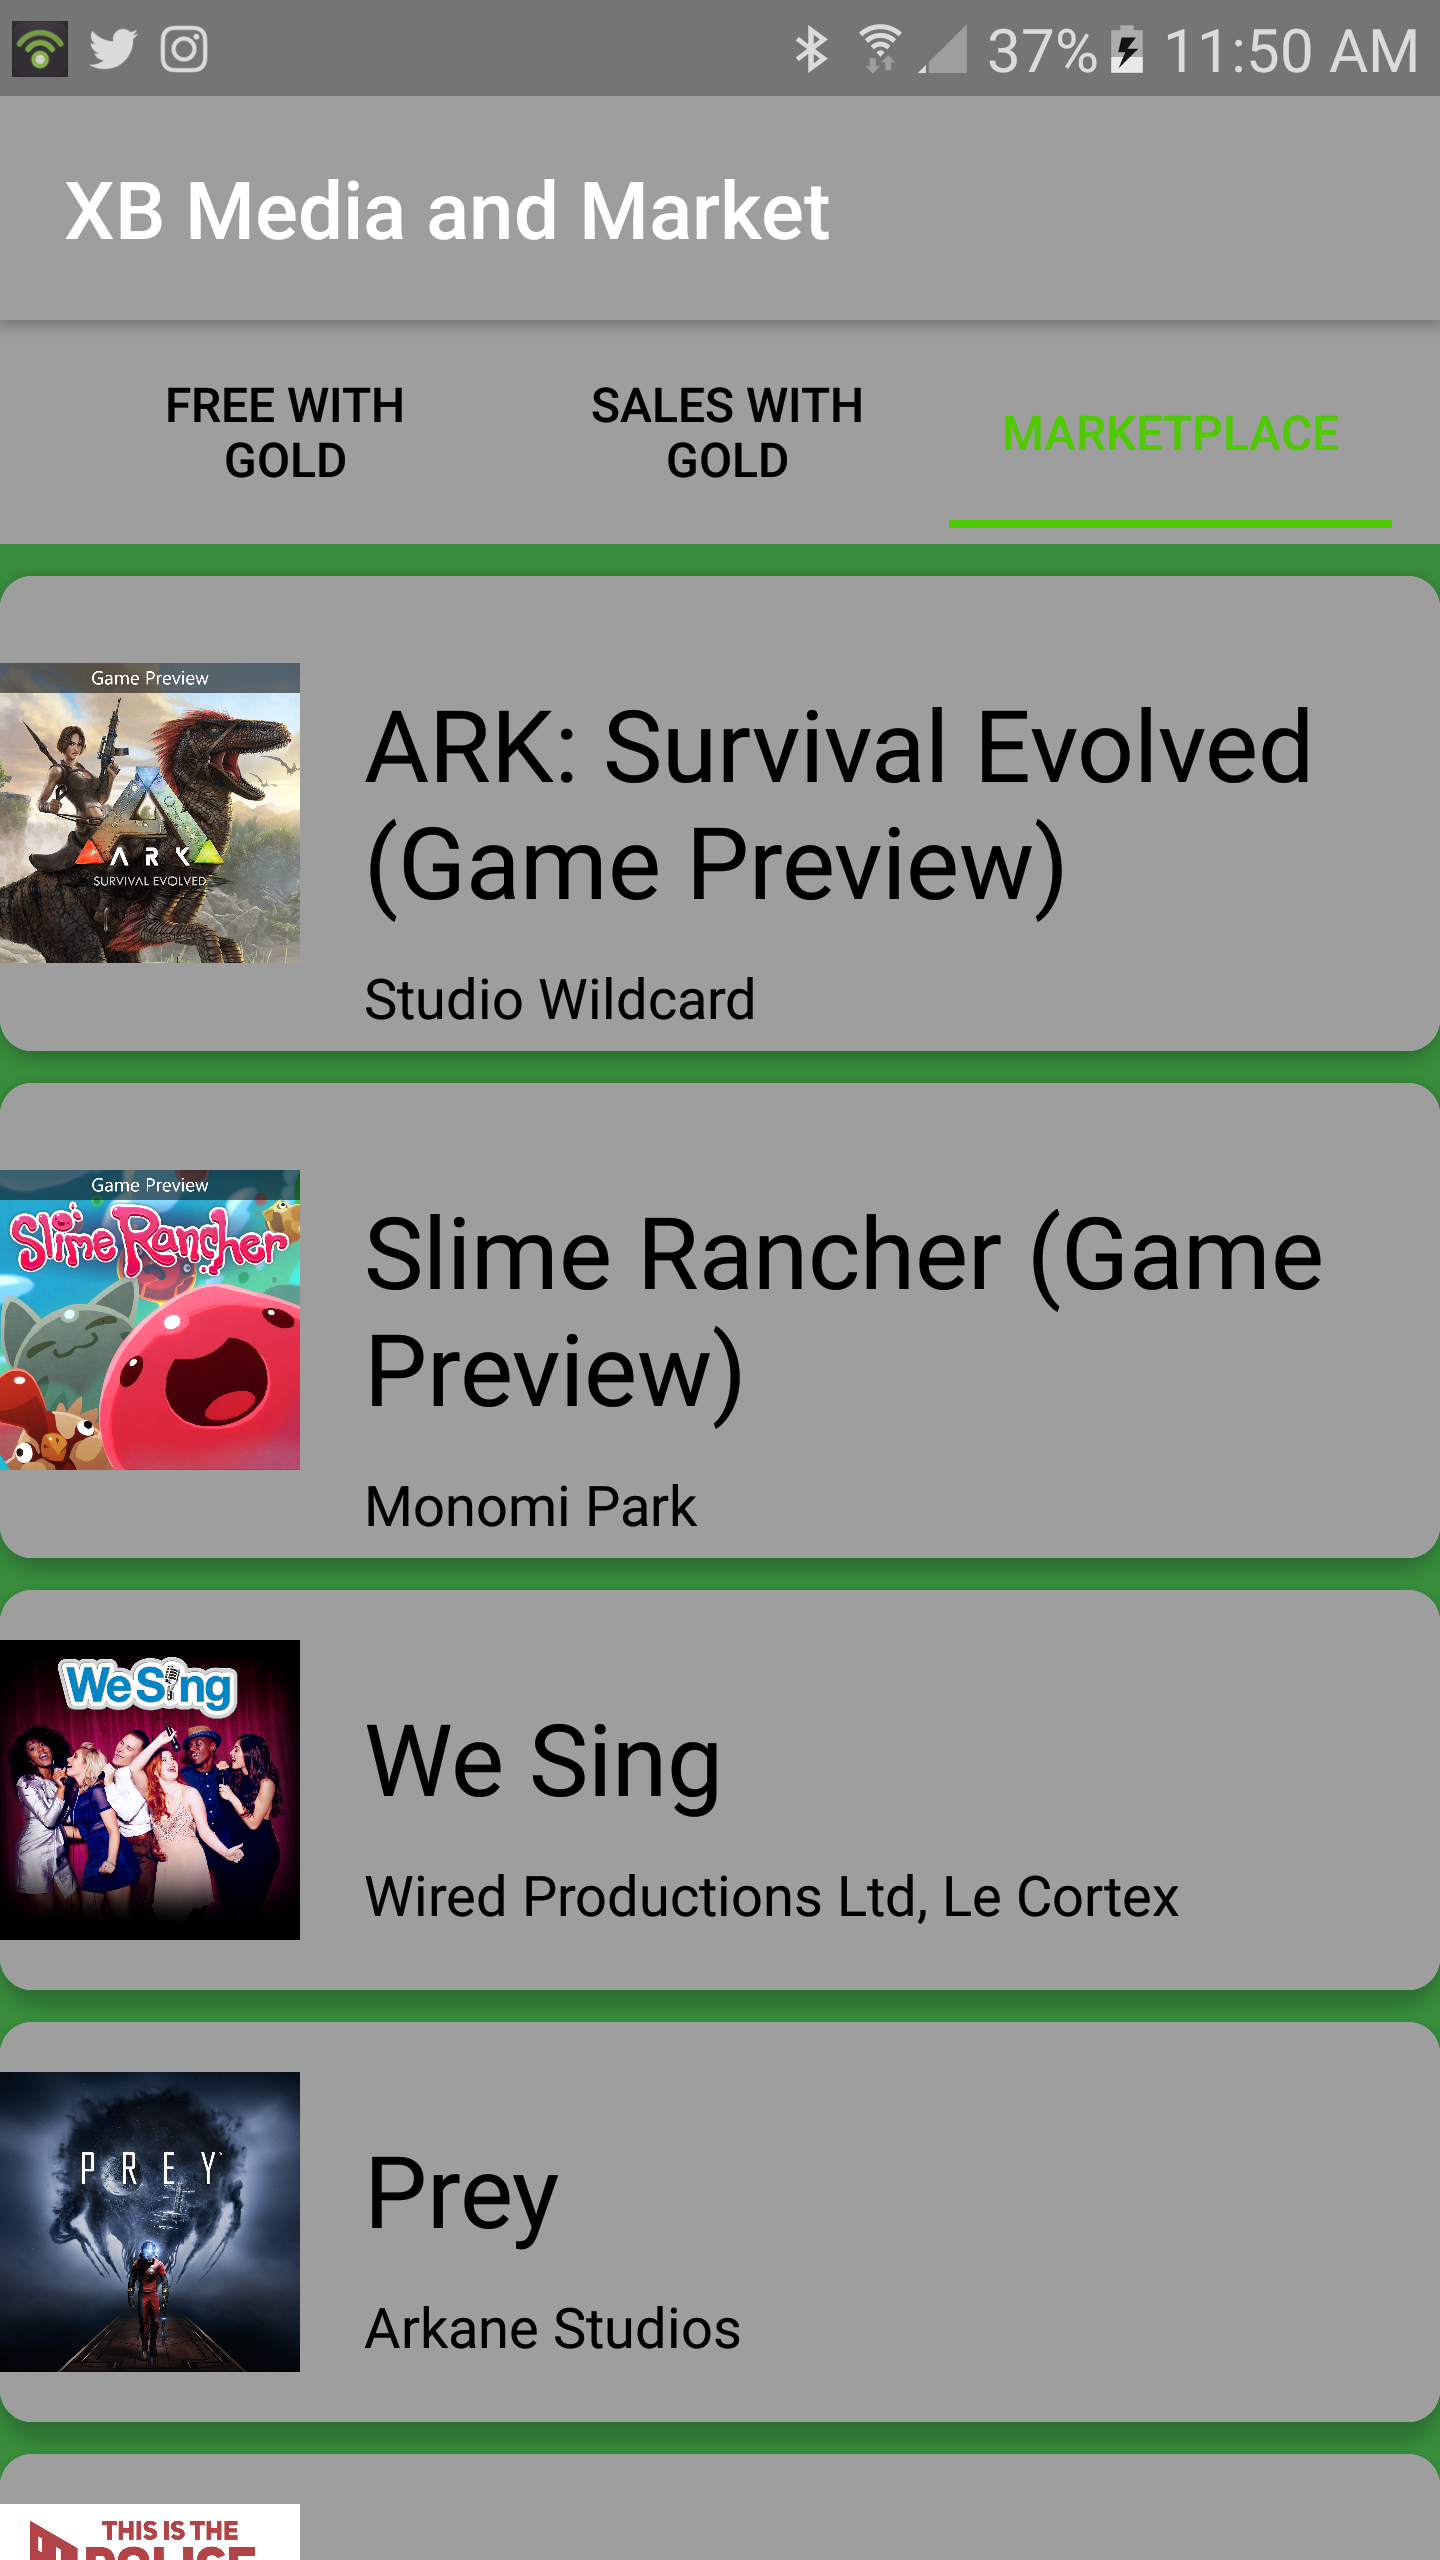 37% 11:50 AM
XB Media and Market
FREE WITH
GOLD
SALES WITH
GOLD
MARKETPLACE
Game Preview
ARK
SURVIVAL EVOLVED
ARK: Survival Evolved
(Game Preview)
Studio Wildcard
Game Preview
Slime Rancher
Slime Rancher (Game
Preview)
Monomi Park
We Sing
We Sing
Wired Productions Ltd, Le Cortex
PREY
Prey
Arkane Studios
THIS IS THE
POLICE